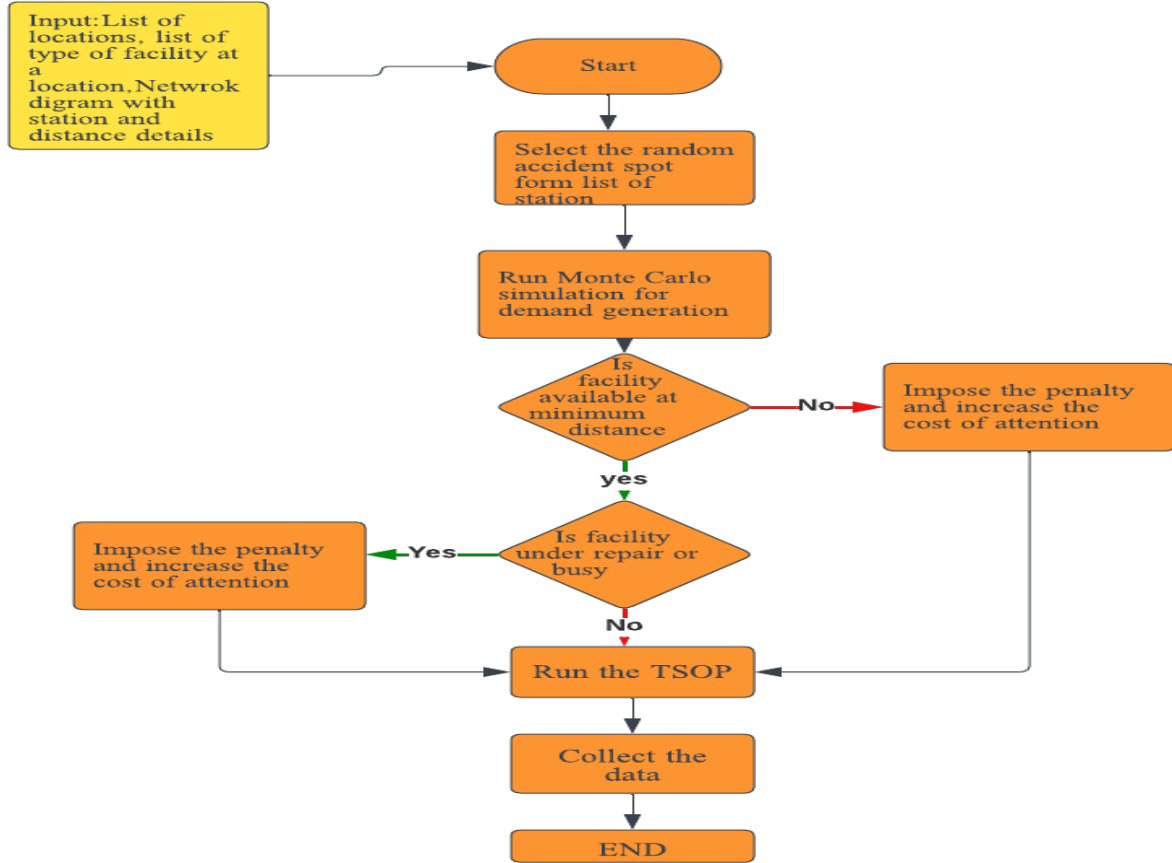 Input:List of
locations, list of
type of facility at
a
location,Netwrok
digram with
station and
distance details
Start
Select the random
accident spot
form list of
station
Run Monte Carlo
simulation for
demand generation
Is
facility
available at
minimum
distance
No
Impose the penalty
and increase the
cost of attention
yes
Is facility
under repair or
busy
Yes
Impose the penalty
and increase the
cost of attention
No
Run the TSOP
Collect the
data
END